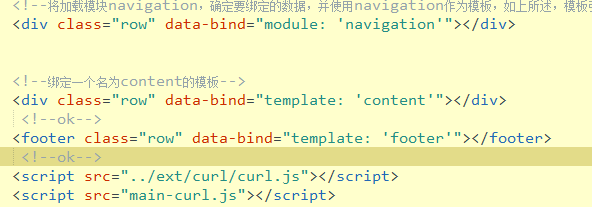 <!--将加载模块navigation，确定要绑定的数据，并使用navigation作为模板，如上所述，模板
<div class="row" data-bind="module: 'navigation'"></div>
<!--绑定一个名为content的模板-->
<div class="row" data-bind="template: 'content'"></div>
<!--ok-->
<footer class="row" data-bind="template: 'footer'"></footer>
<!--ok-->
<script src="../ext/curl/curl.js"></script>
<script src="main-curl.js"></script>